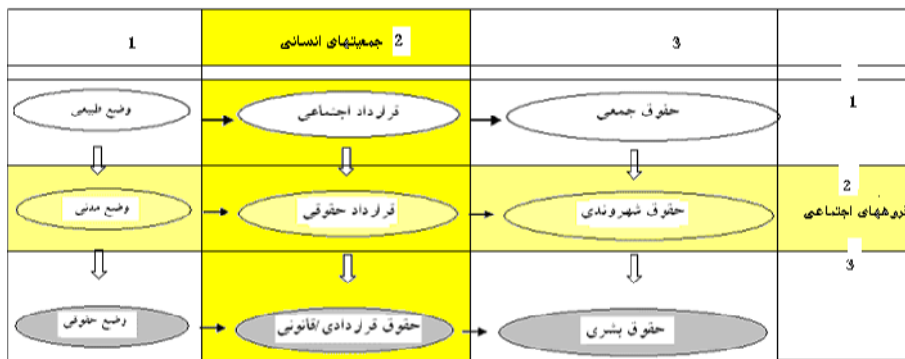 1
2 جمعیتهای انسانی
3
وضع طبیعی
قرارداد اجتماعی
حقوق جمعی
1
وضع مدنی
قرارداد حقوقی
حقوق شهروندی
2
گروههای اجتماعی
3
وضع حقوقی
حقوق قراردادی/قانونی
حقوق بشری